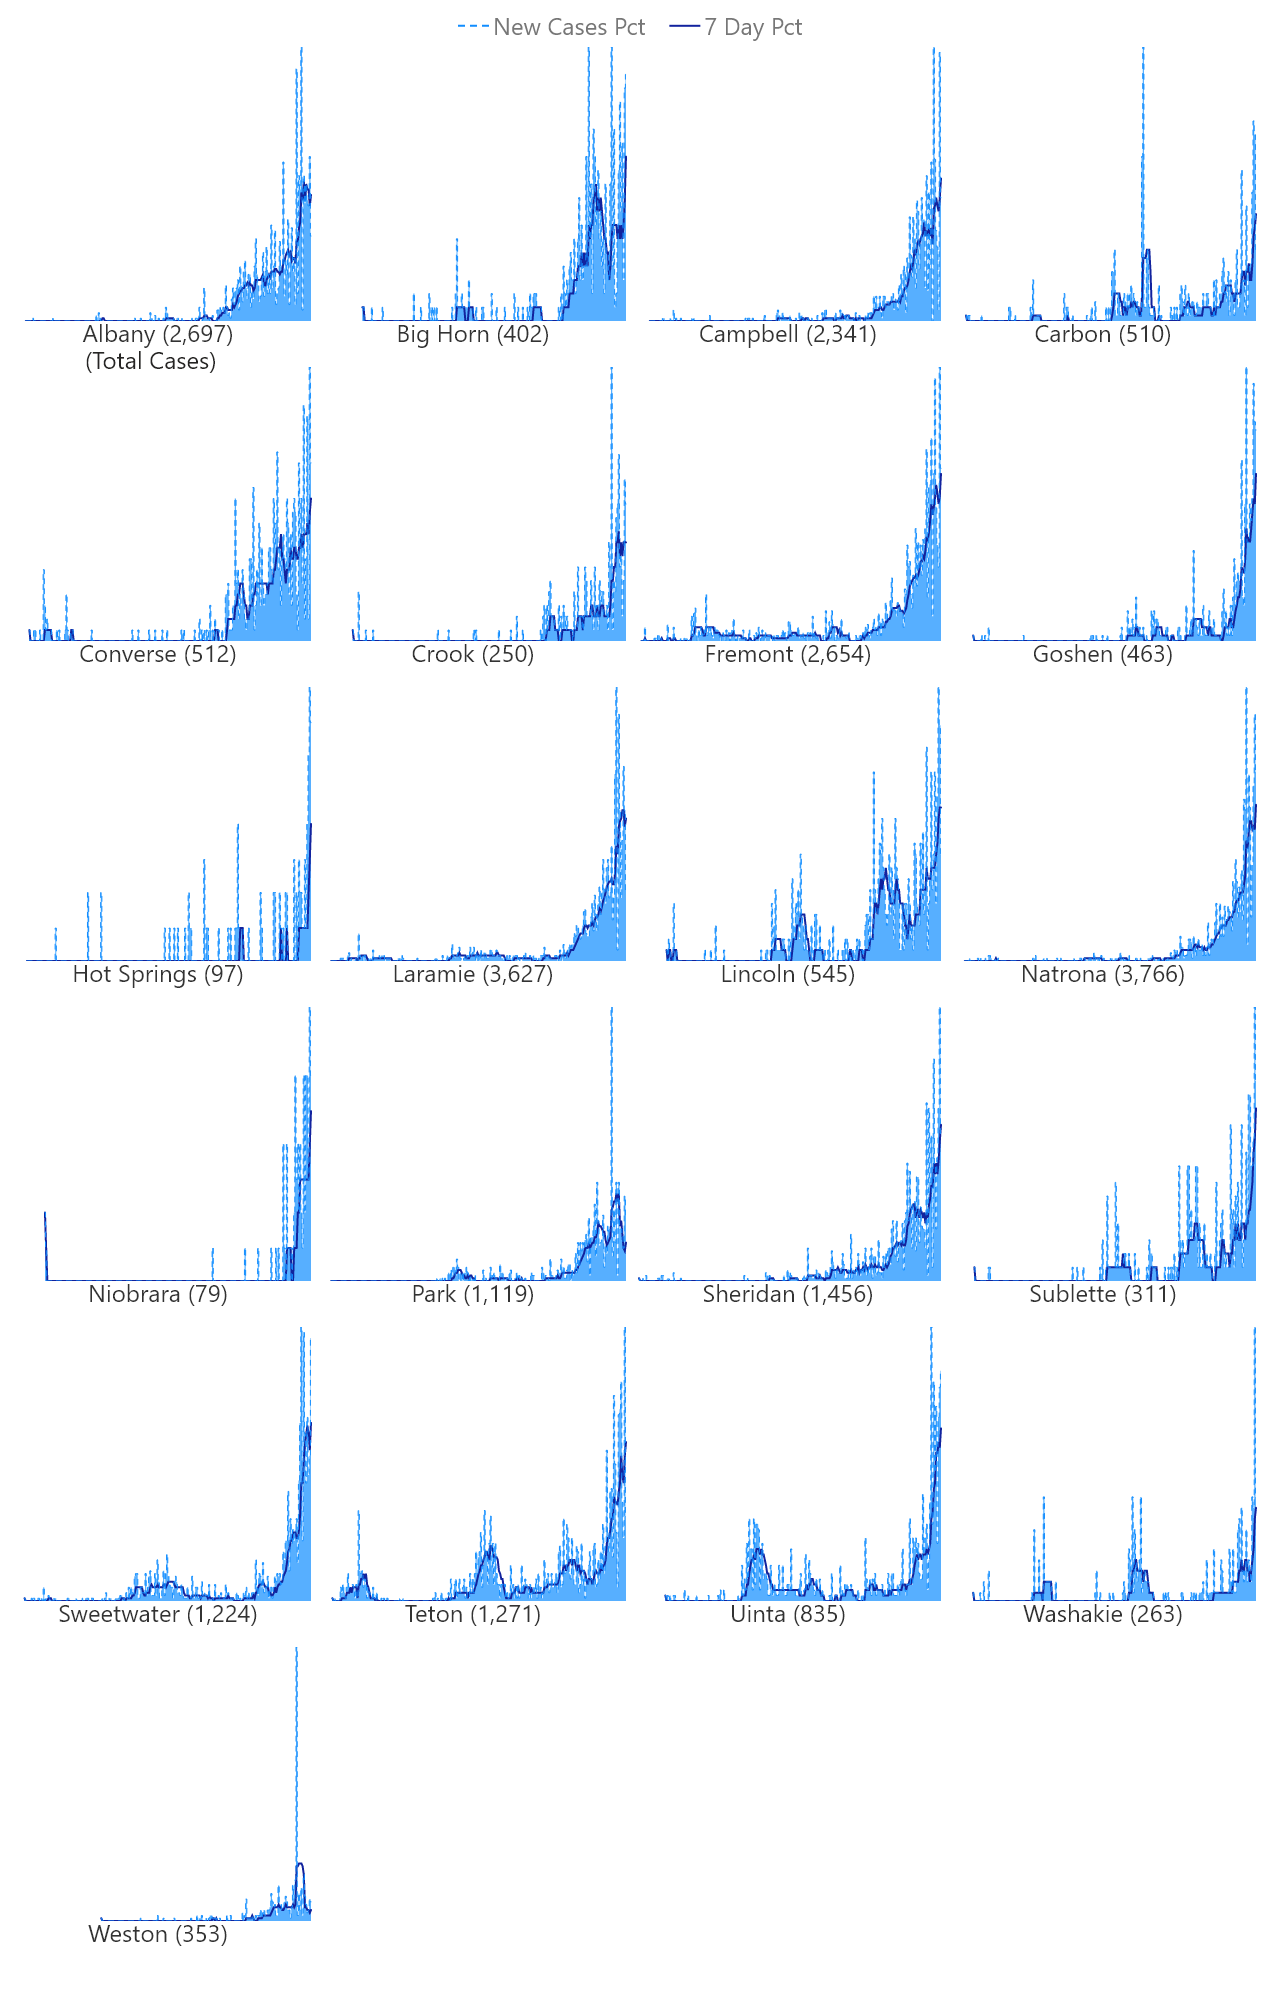 New Cases Pct 7 Day Pct
Albany (2,697) Big Horn (402) Campbell (2,341) Carbon (510)
(Total Cases)
Converse (512) Crook (250) Fremont (2,654) Goshen (463)
Hot Springs (97) Laramie (3,627) Lincoln (545) Natrona (3,766)
Niobrara (79) Park (1,119) Sheridan (1,456) Sublette (311)
Sweetwater (1,224) Teton (1,271) Uinta (835) Washakie (263)
Weston (353)